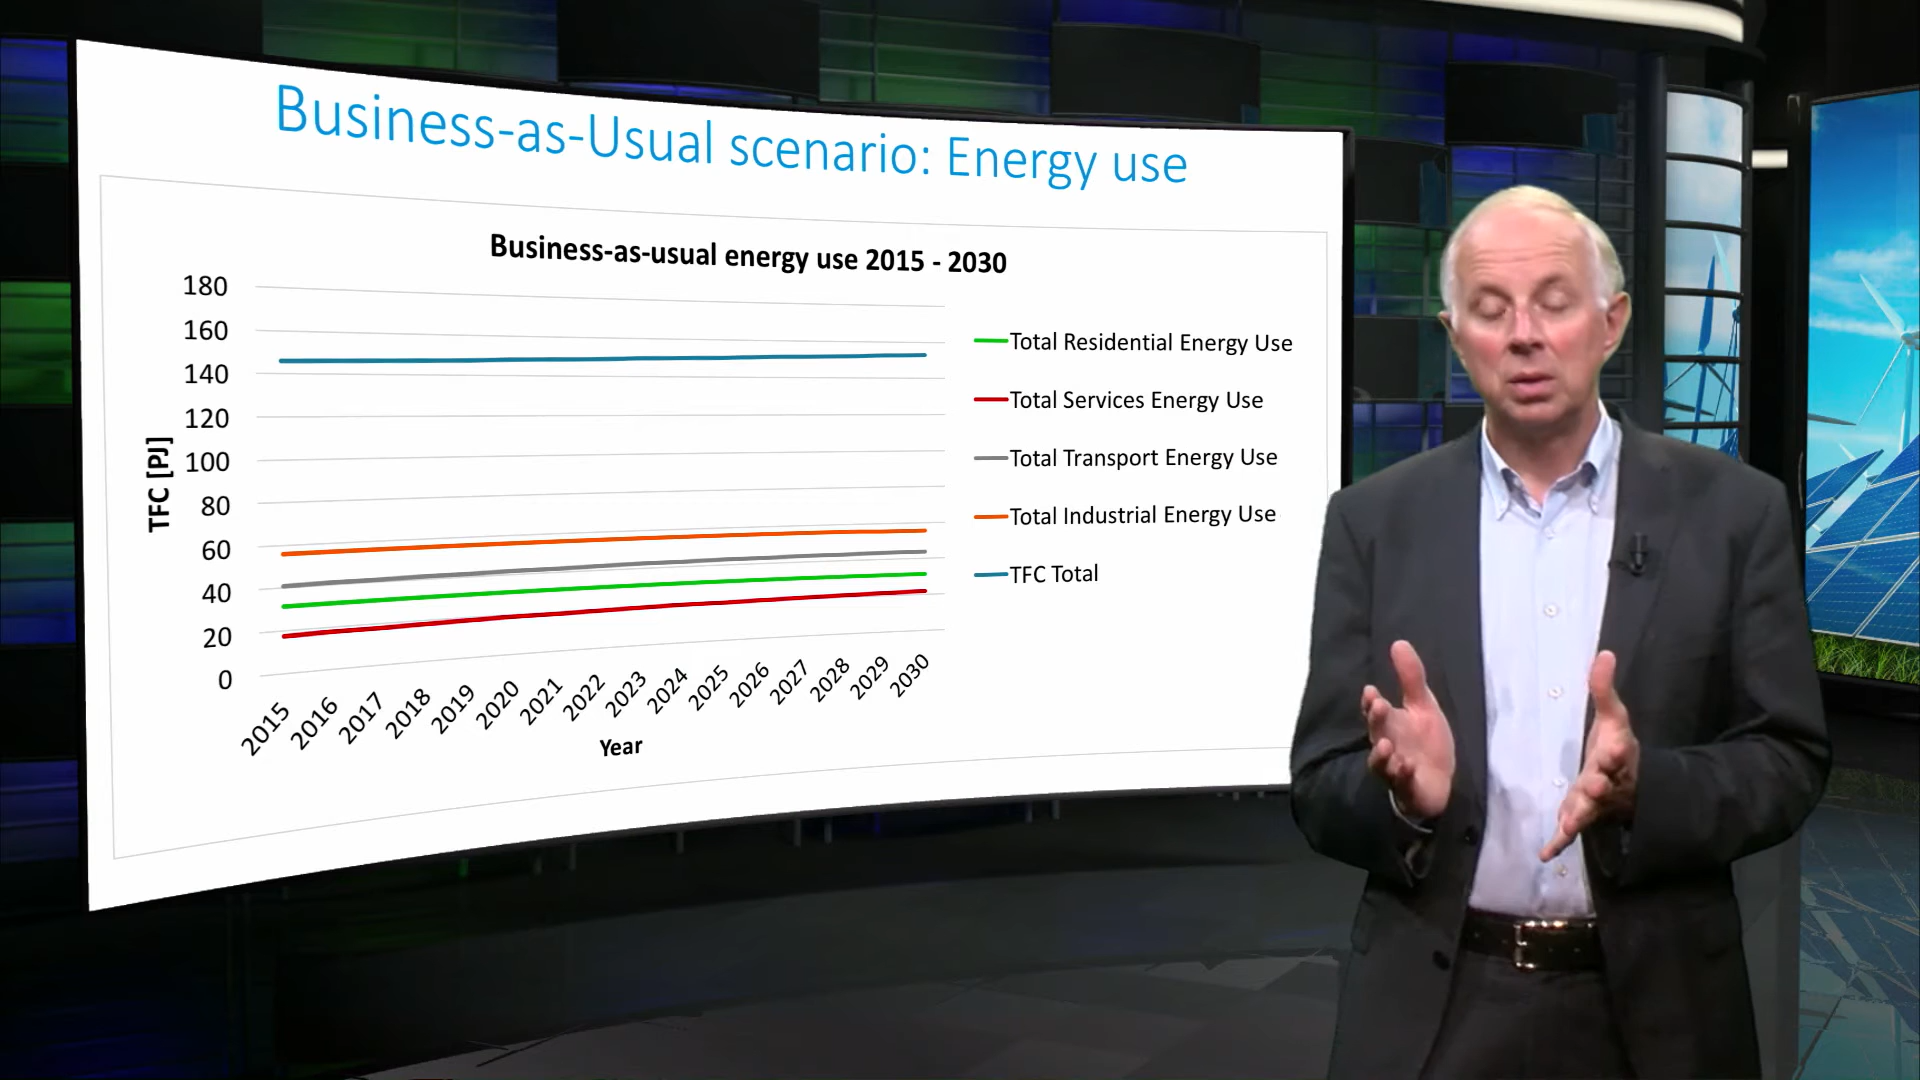 Business-as-Usual scenario: Energy use
Business-as-usual energy use 2015 - 2030
180
160
140
120
100
80
60
40
20
0
TFC [PJ]
2015
2016
2017
2018
2019
2020
2021
2022
2023
2024
2025
2026
2027
2028
2029
2030
Year
Total Residential Energy Use
Total Services Energy Use
Total Transport Energy Use
Total Industrial Energy Use
TFC Total